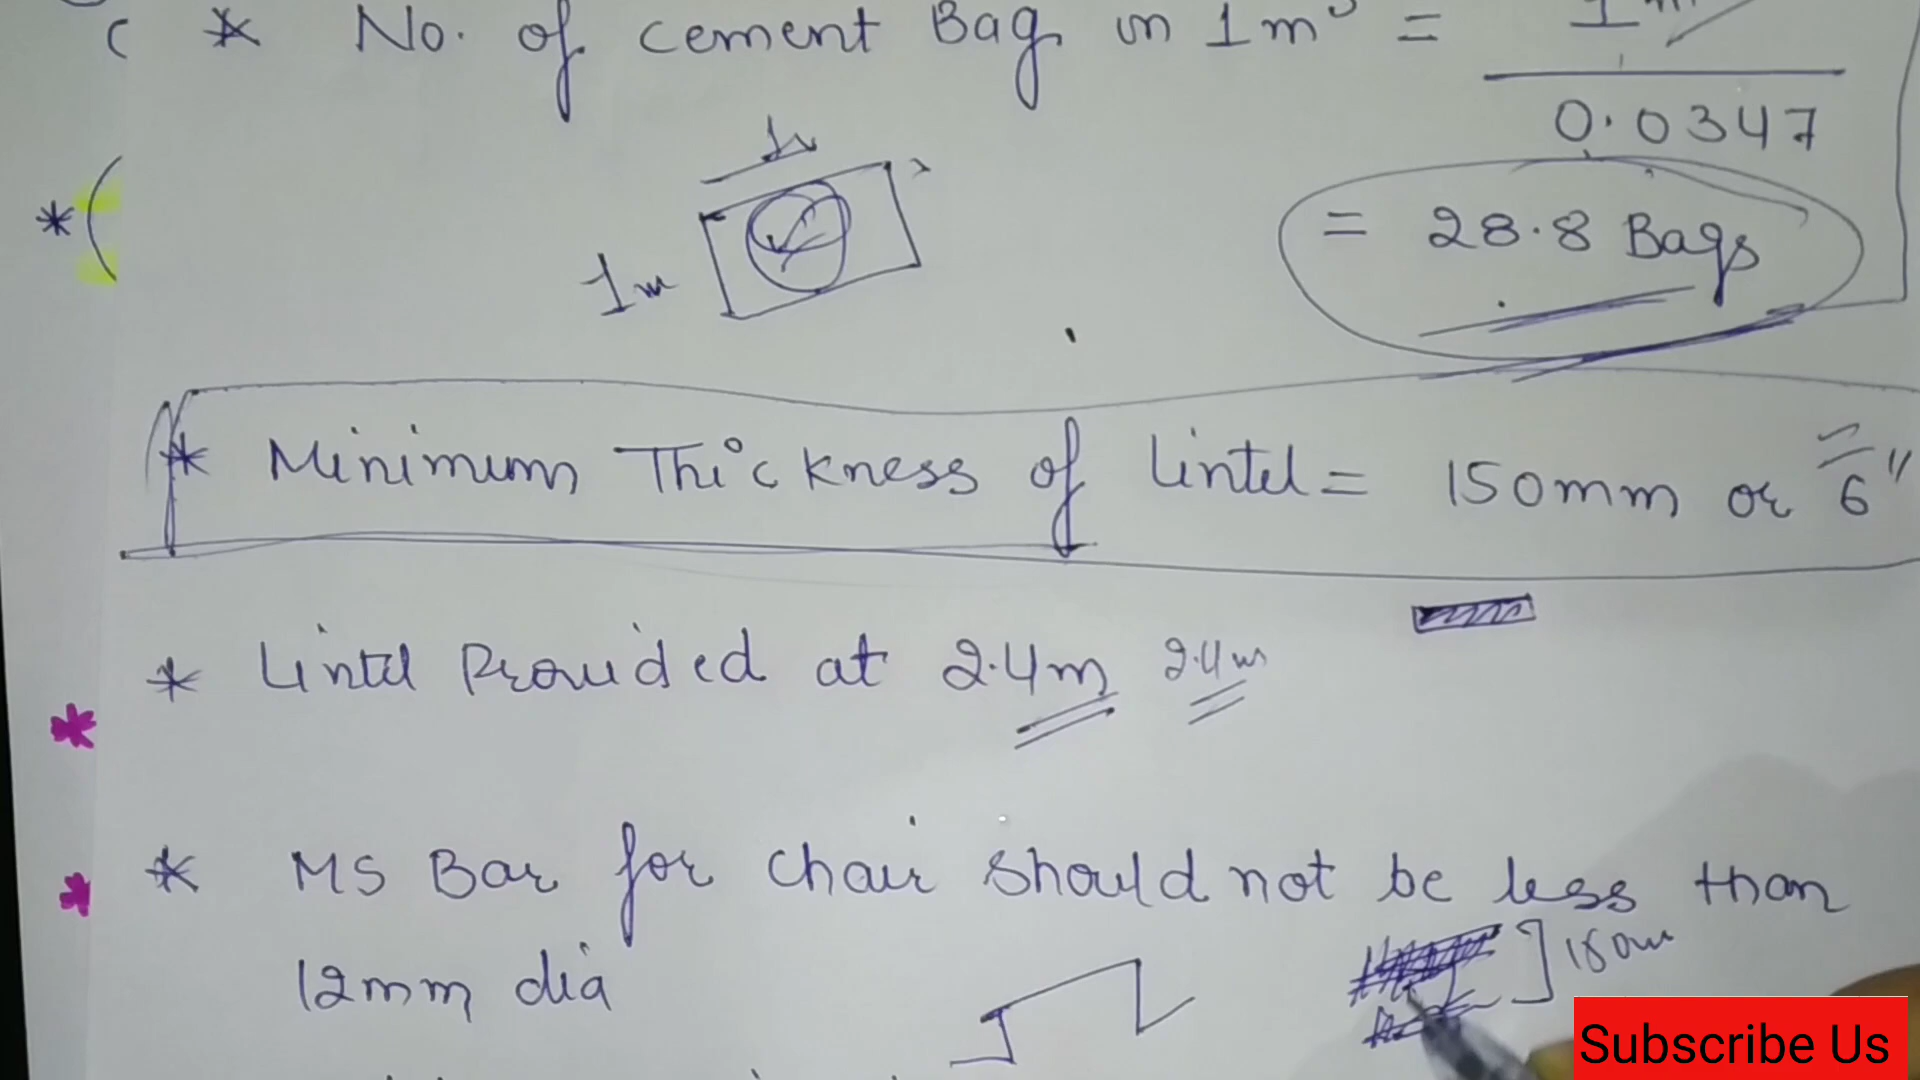 * No. of cement Bag in 1m³ = 1m³
0.0347
= 28.8 Bags
1m
1m
* Minimum Thickness of Lintel = 150mm or 6"
* Lintel Provided at 2.4m 2.4m
* MS Bar for chair should not be less than
12mm dia
Subscribe Us